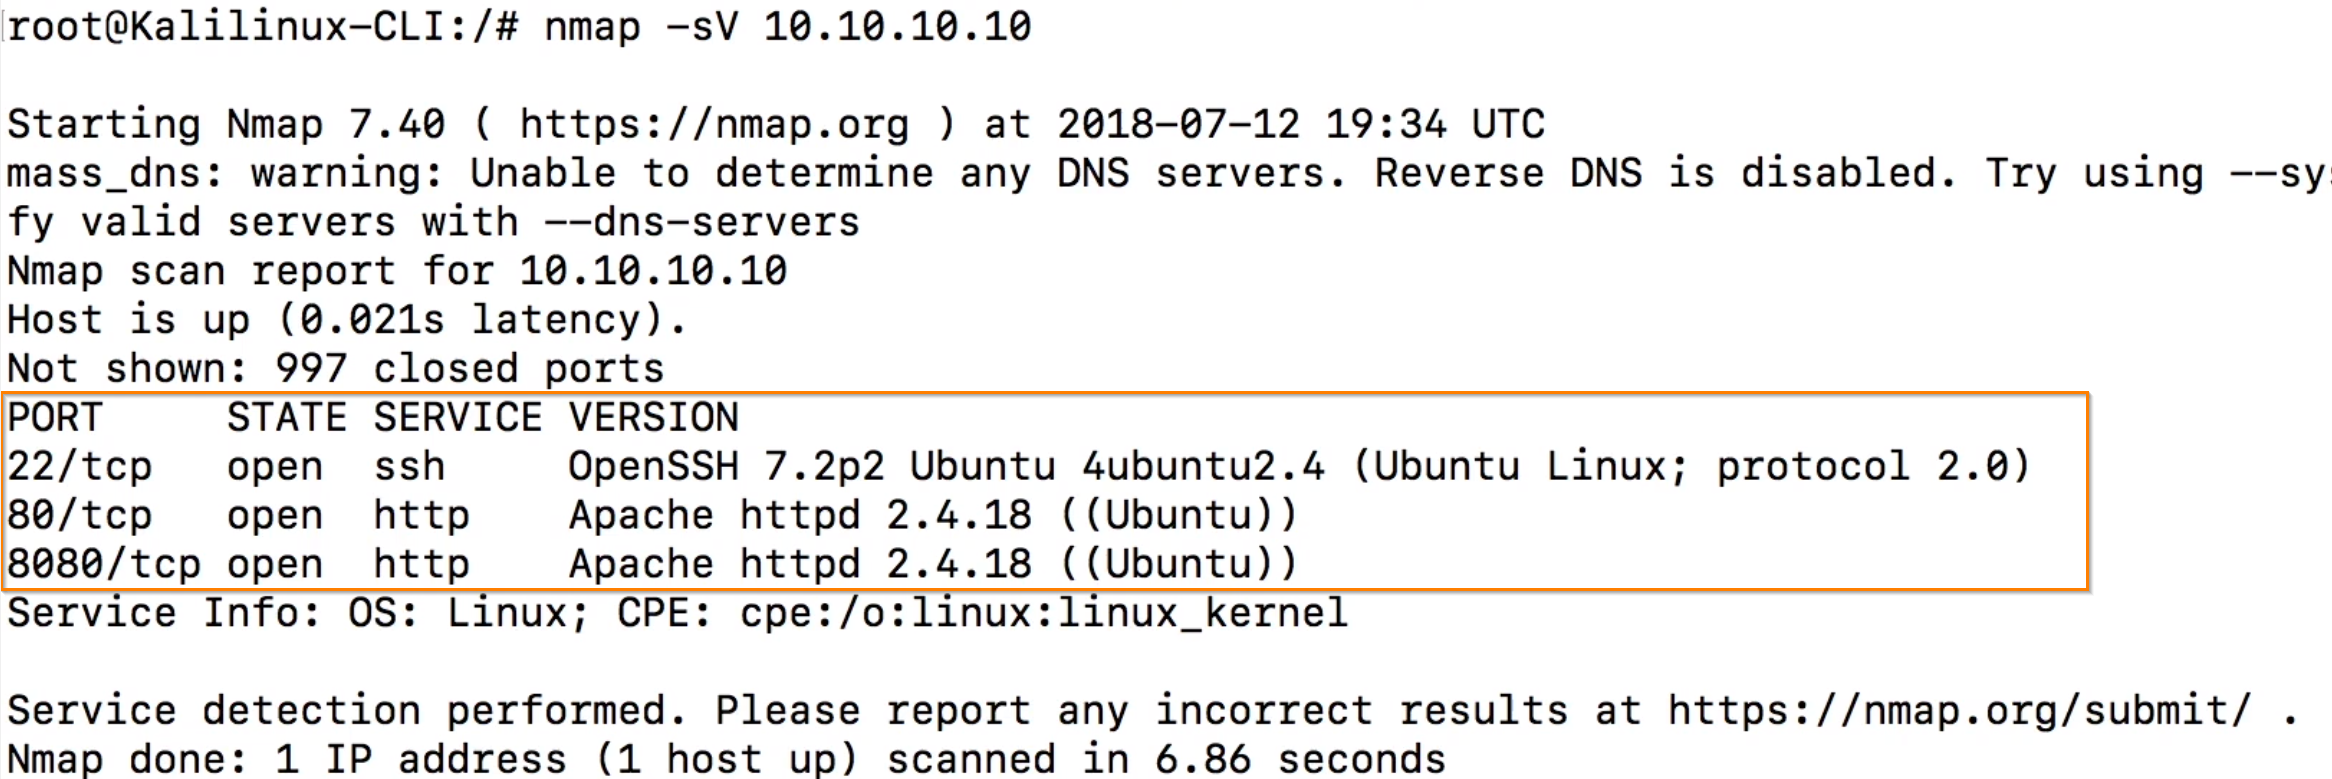 root@Kalilinux-CLI:/# nmap -sV 10.10.10.10
Starting Nmap 7.40 ( https://nmap.org ) at 2018-07-12 19:34 UTC
mass_dns: warning: Unable to determine any DNS servers. Reverse DNS is disabled. Try using --sy
fy valid servers with --dns-servers
Nmap scan report for 10.10.10.10
Host is up (0.021s latency).
Not shown: 997 closed ports
PORT     STATE SERVICE VERSION
22/tcp   open  ssh     OpenSSH 7.2p2 Ubuntu 4ubuntu2.4 (Ubuntu Linux; protocol 2.0)
80/tcp   open  http    Apache httpd 2.4.18 ((Ubuntu))
8080/tcp open  http    Apache httpd 2.4.18 ((Ubuntu))
Service Info: OS: Linux; CPE: cpe:/o:linux:linux_kernel
Service detection performed. Please report any incorrect results at https://nmap.org/submit/ .
Nmap done: 1 IP address (1 host up) scanned in 6.86 seconds